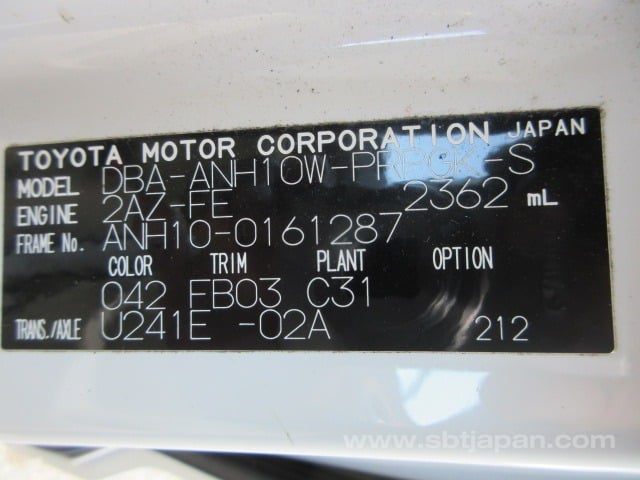 TOYOTA MOTOR CORPORATION JAPAN
MODEL DBA-ANH10W-PRPGK-S
ENGINE 2AZ-FE 2362 mL
FRAME No. ANH10-0161287
COLOR TRIM PLANT OPTION
042 FB03 C31
TRANS./AXLE U241E -02A 212
www.sbtjapan.com